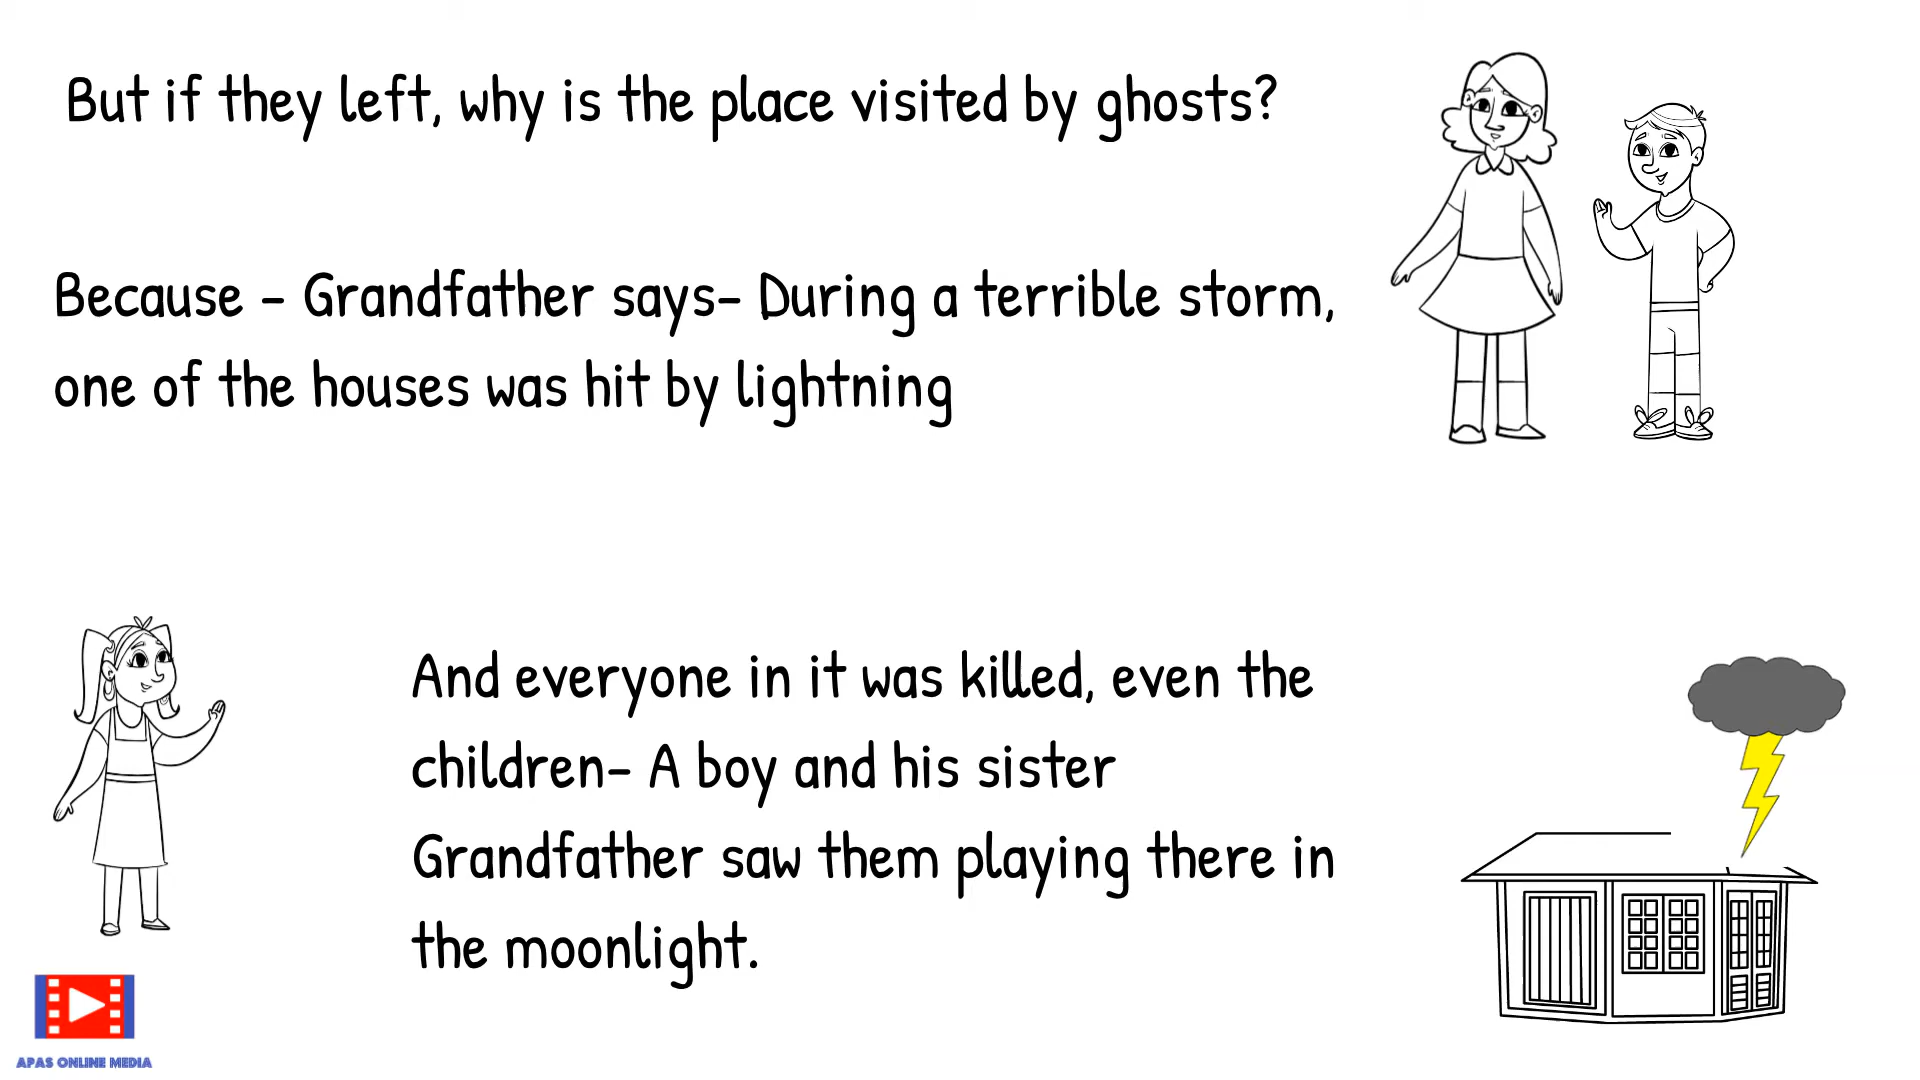 But if they left, why is the place visited by ghosts?
Because - Grandfather says- During a terrible storm,
one of the houses was hit by lightning
And everyone in it was killed, even the
children- A boy and his sister
Grandfather saw them playing there in
the moonlight.
APAS ONLINE MEDIA